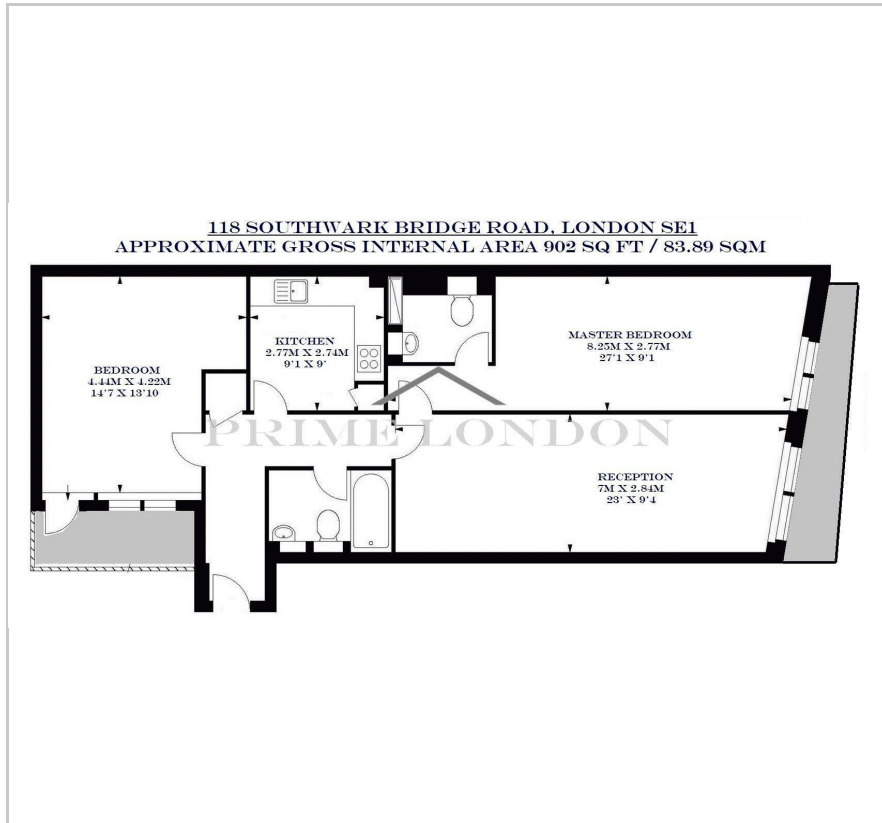 118 SOUTHWARK BRIDGE ROAD, LONDON SE1
APPROXIMATE GROSS INTERNAL AREA 902 SQ FT / 83.89 SQM
BEDROOM
4.44M X 4.22M
14'7 X 13'10
KITCHEN
2.77M X 2.74M
9'1 X 9'
MASTER BEDROOM
8.25M X 2.77M
27'1 X 9'1
PRIME LONDON
RECEPTION
7M X 2.84M
23' X 9'4